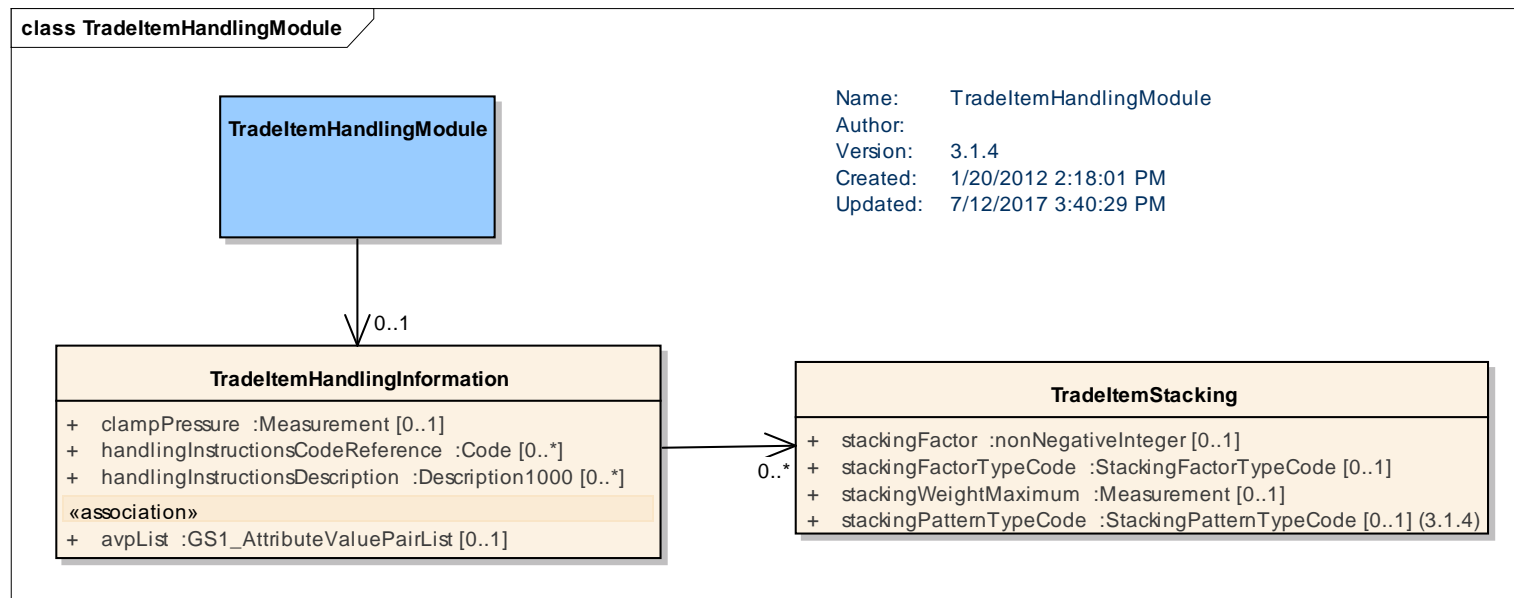 class TradeItemHandlingModule
TradeItemHandlingModule
Name: TradeItemHandlingModule
Author:
Version: 3.1.4
Created: 1/20/2012 2:18:01 PM
Updated: 7/12/2017 3:40:29 PM
0..1
TradeItemHandlingInformation
+ clampPressure :Measurement [0..1]
+ handlingInstructionsCodeReference :Code [0..*]
+ handlingInstructionsDescription :Description1000 [0..*]
«association»
+ avpList :GS1_AttributeValuePairList [0..1]
0..*
TradeItemStacking
+ stackingFactor :nonNegativeInteger [0..1]
+ stackingFactorTypeCode :StackingFactorTypeCode [0..1]
+ stackingWeightMaximum :Measurement [0..1]
+ stackingPatternTypeCode :StackingPatternTypeCode [0..1] (3.1.4)